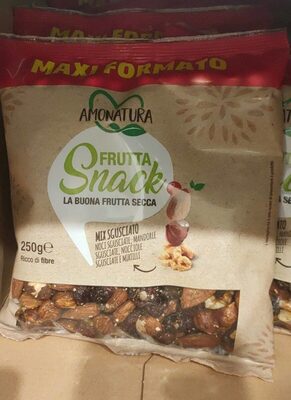 MAXI FORMATO
AMONATURA
FRUTTA
Snack
LA BUONA FRUTTA SECCA
MIX SGUSCIATO
NOCI SGUSCIATE, MANDORLE
SGUSCIATE, NOCCIOLE
SGUSCIATE E MIRTILLI
250g℮
Ricco di fibre